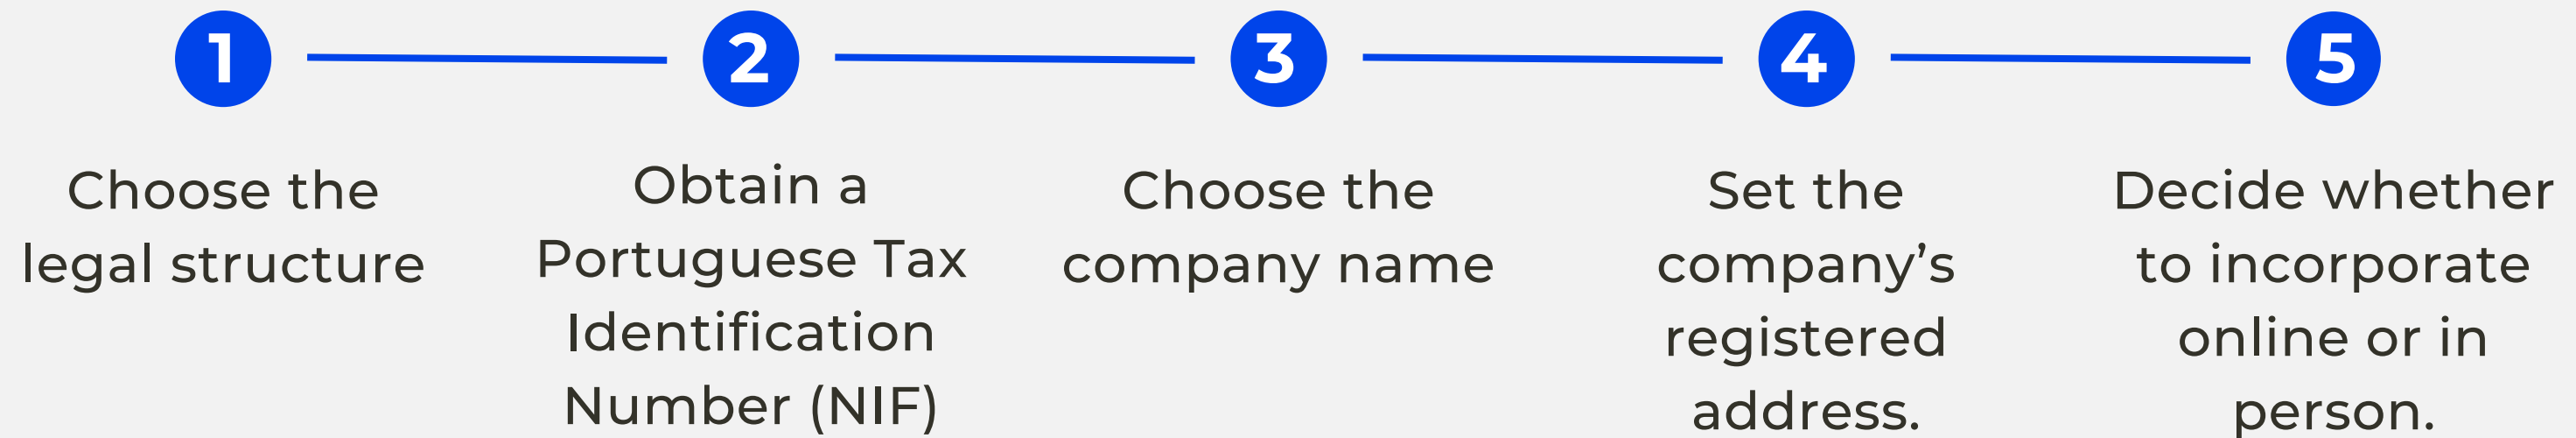 1
Choose the
legal structure
2
Obtain a
Portuguese Tax
Identification
Number (NIF)
3
Choose the
company name
4
Set the
company’s
registered
address.
5
Decide whether
to incorporate
online or in
person.